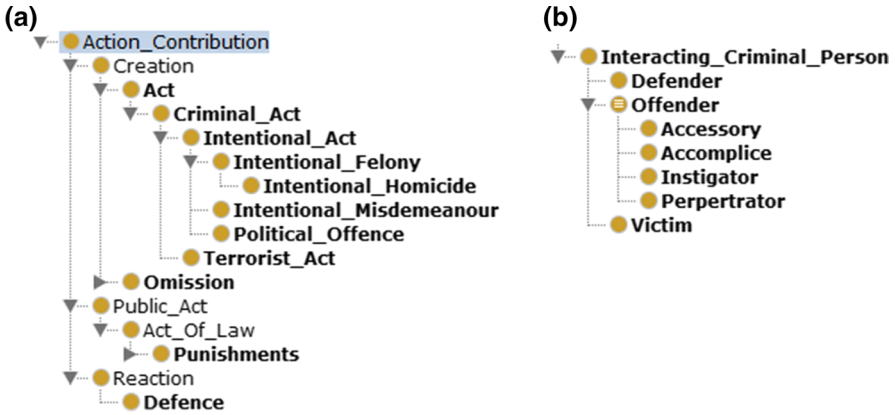 (a)
Action_Contribution
Creation
Act
Criminal_Act
Intentional_Act
Intentional_Felony
Intentional_Homicide
Intentional_Misdemeanour
Political_Offence
Terrorist_Act
Omission
Public_Act
Act_Of_Law
Punishments
Reaction
Defence
(b)
Interacting_Criminal_Person
Defender
Offender
Accessory
Accomplice
Instigator
Perpertrator
Victim